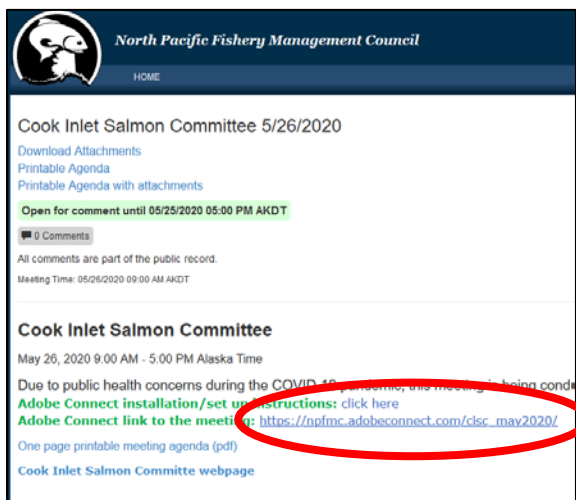 North Pacific Fishery Management Council
HOME
Cook Inlet Salmon Committee 5/26/2020
Download Attachments
Printable Agenda
Printable Agenda with attachments
Open for comment until 05/25/2020 05:00 PM AKDT
0 Comments
All comments are part of the public record.
Meeting Time: 05/26/2020 09:00 AM AKDT
Cook Inlet Salmon Committee
May 26, 2020 9:00 AM - 5:00 PM Alaska Time
Due to public health concerns during the COVID-19 pandemic, this meeting is being cond
Adobe Connect installation/set up instructions: click here
Adobe Connect link to the meeting: https://npfmc.adobeconnect.com/cisc_may2020/
One page printable meeting agenda (pdf)
Cook Inlet Salmon Committe webpage